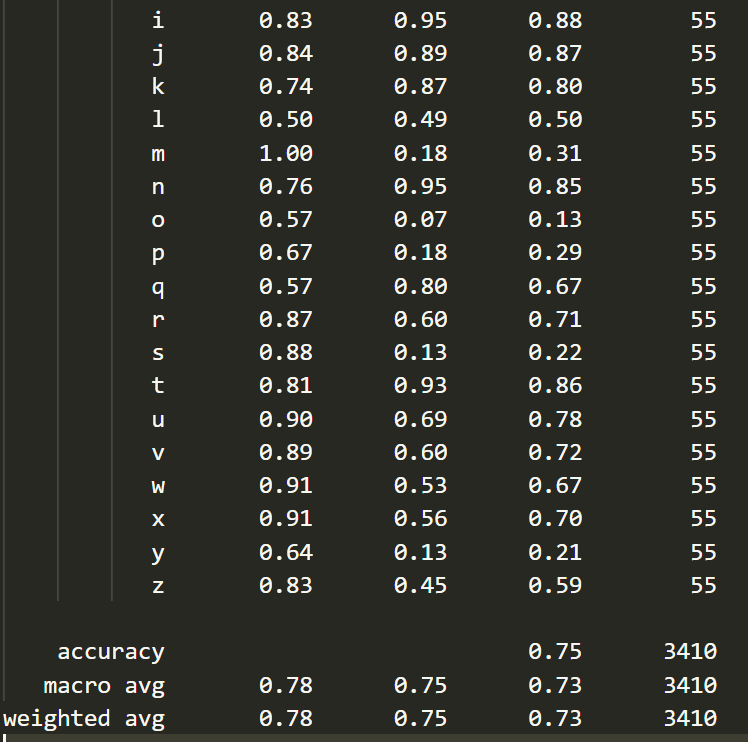 i 0.83 0.95 0.88 55
j 0.84 0.89 0.87 55
k 0.74 0.87 0.80 55
l 0.50 0.49 0.50 55
m 1.00 0.18 0.31 55
n 0.76 0.95 0.85 55
o 0.57 0.07 0.13 55
p 0.67 0.18 0.29 55
q 0.57 0.80 0.67 55
r 0.87 0.60 0.71 55
s 0.88 0.13 0.22 55
t 0.81 0.93 0.86 55
u 0.90 0.69 0.78 55
v 0.89 0.60 0.72 55
w 0.91 0.53 0.67 55
x 0.91 0.56 0.70 55
y 0.64 0.13 0.21 55
z 0.83 0.45 0.59 55
accuracy 0.75 3410
macro avg 0.78 0.75 0.73 3410
weighted avg 0.78 0.75 0.73 3410